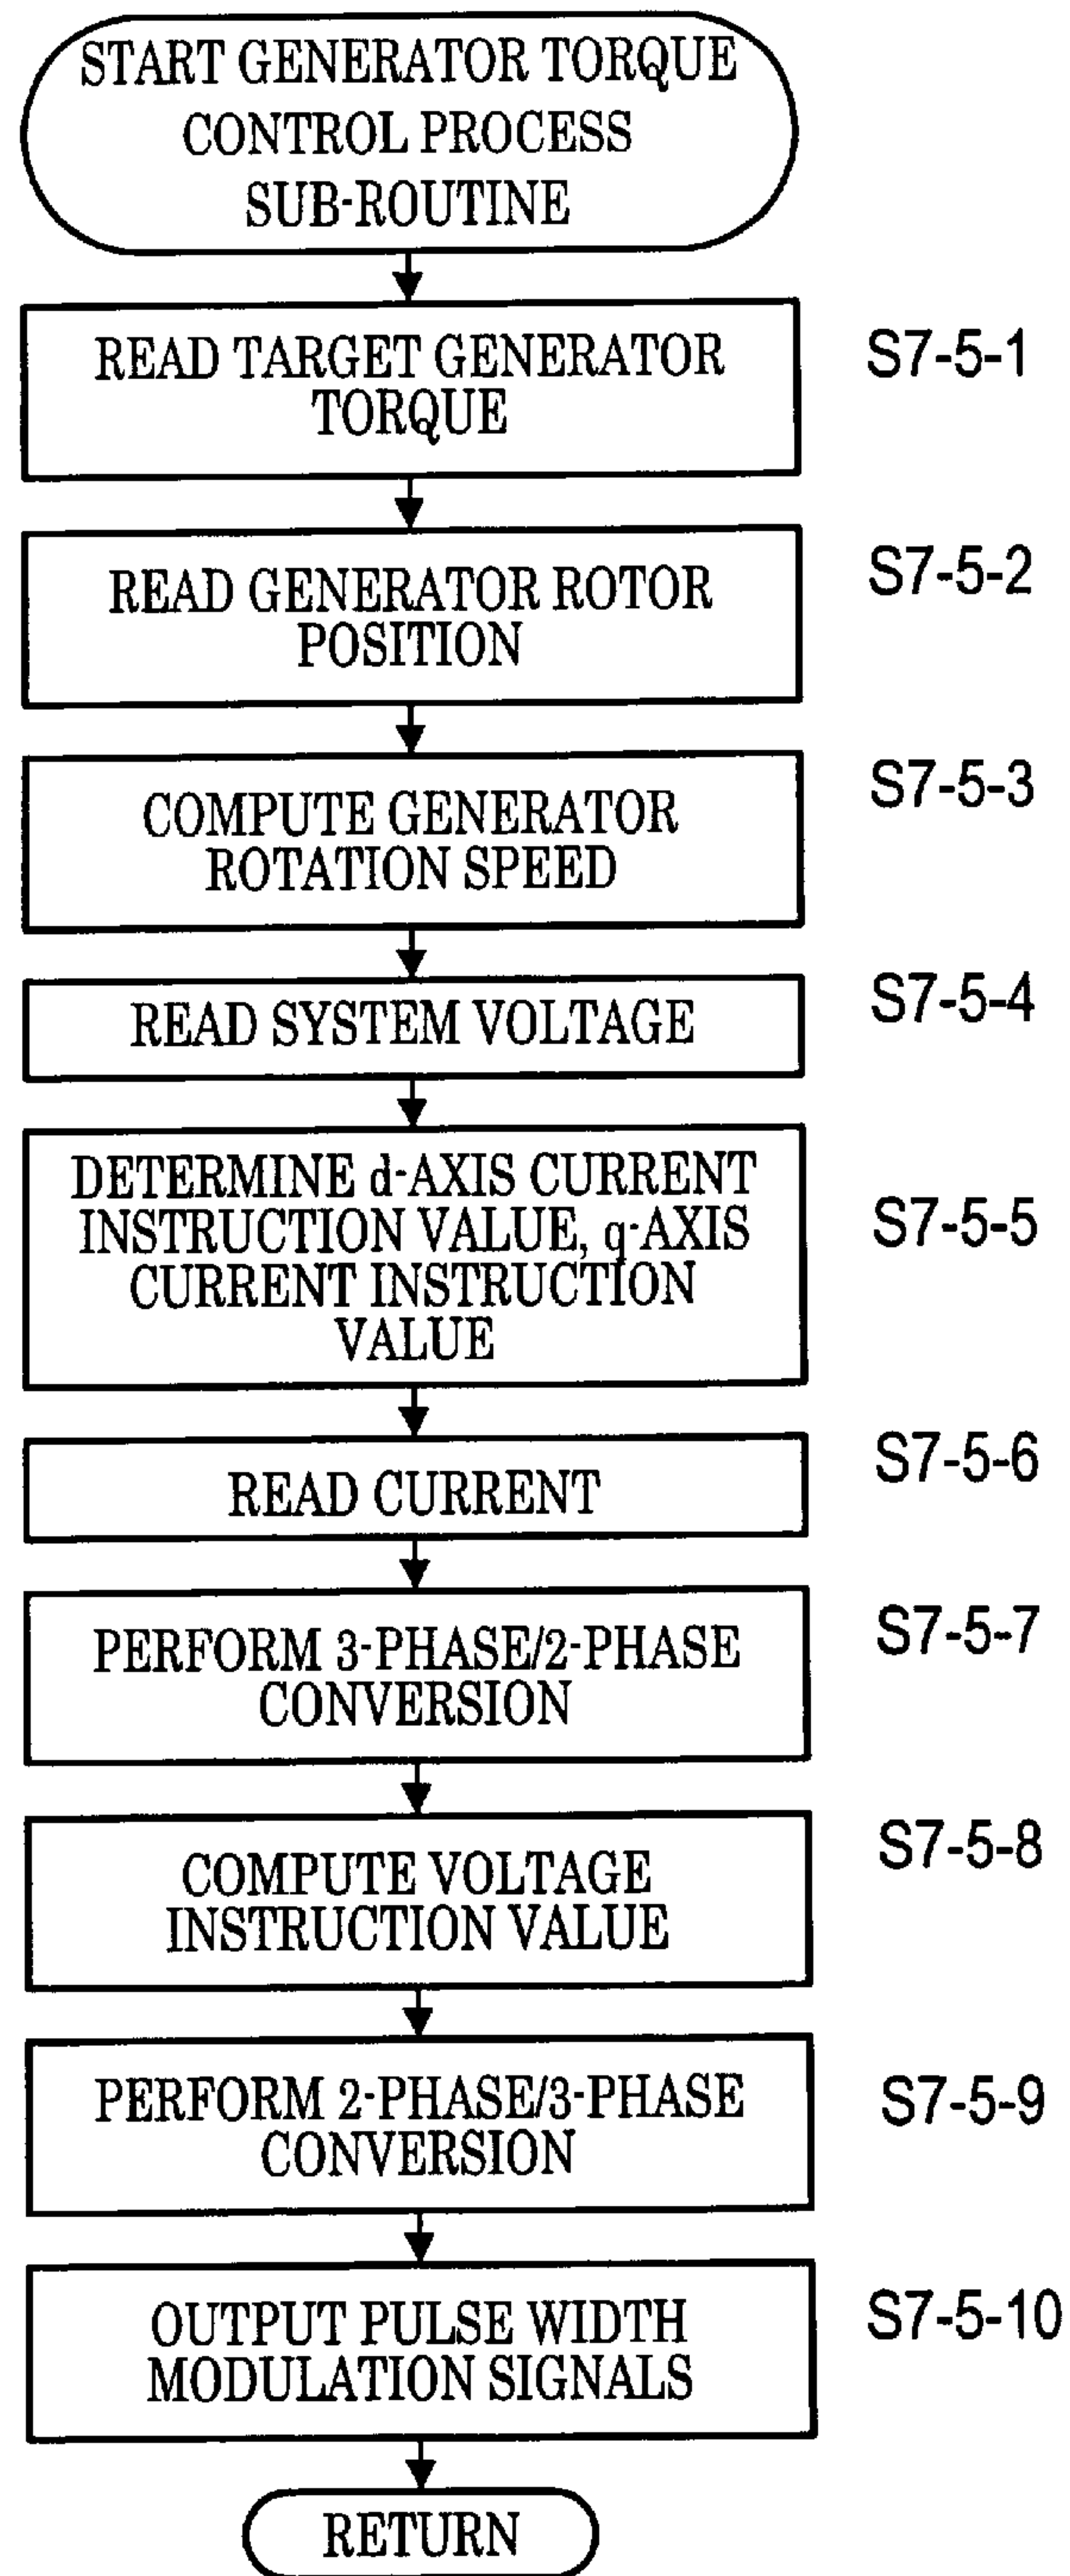 START GENERATOR TORQUE
CONTROL PROCESS
SUB-ROUTINE
READ TARGET GENERATOR
TORQUE
S7-5-1
READ GENERATOR ROTOR
POSITION
S7-5-2
COMPUTE GENERATOR
ROTATION SPEED
S7-5-3
READ SYSTEM VOLTAGE
S7-5-4
DETERMINE d-AXIS CURRENT
INSTRUCTION VALUE, q-AXIS
CURRENT INSTRUCTION
VALUE
S7-5-5
READ CURRENT
S7-5-6
PERFORM 3-PHASE/2-PHASE
CONVERSION
S7-5-7
COMPUTE VOLTAGE
INSTRUCTION VALUE
S7-5-8
PERFORM 2-PHASE/3-PHASE
CONVERSION
S7-5-9
OUTPUT PULSE WIDTH
MODULATION SIGNALS
S7-5-10
RETURN